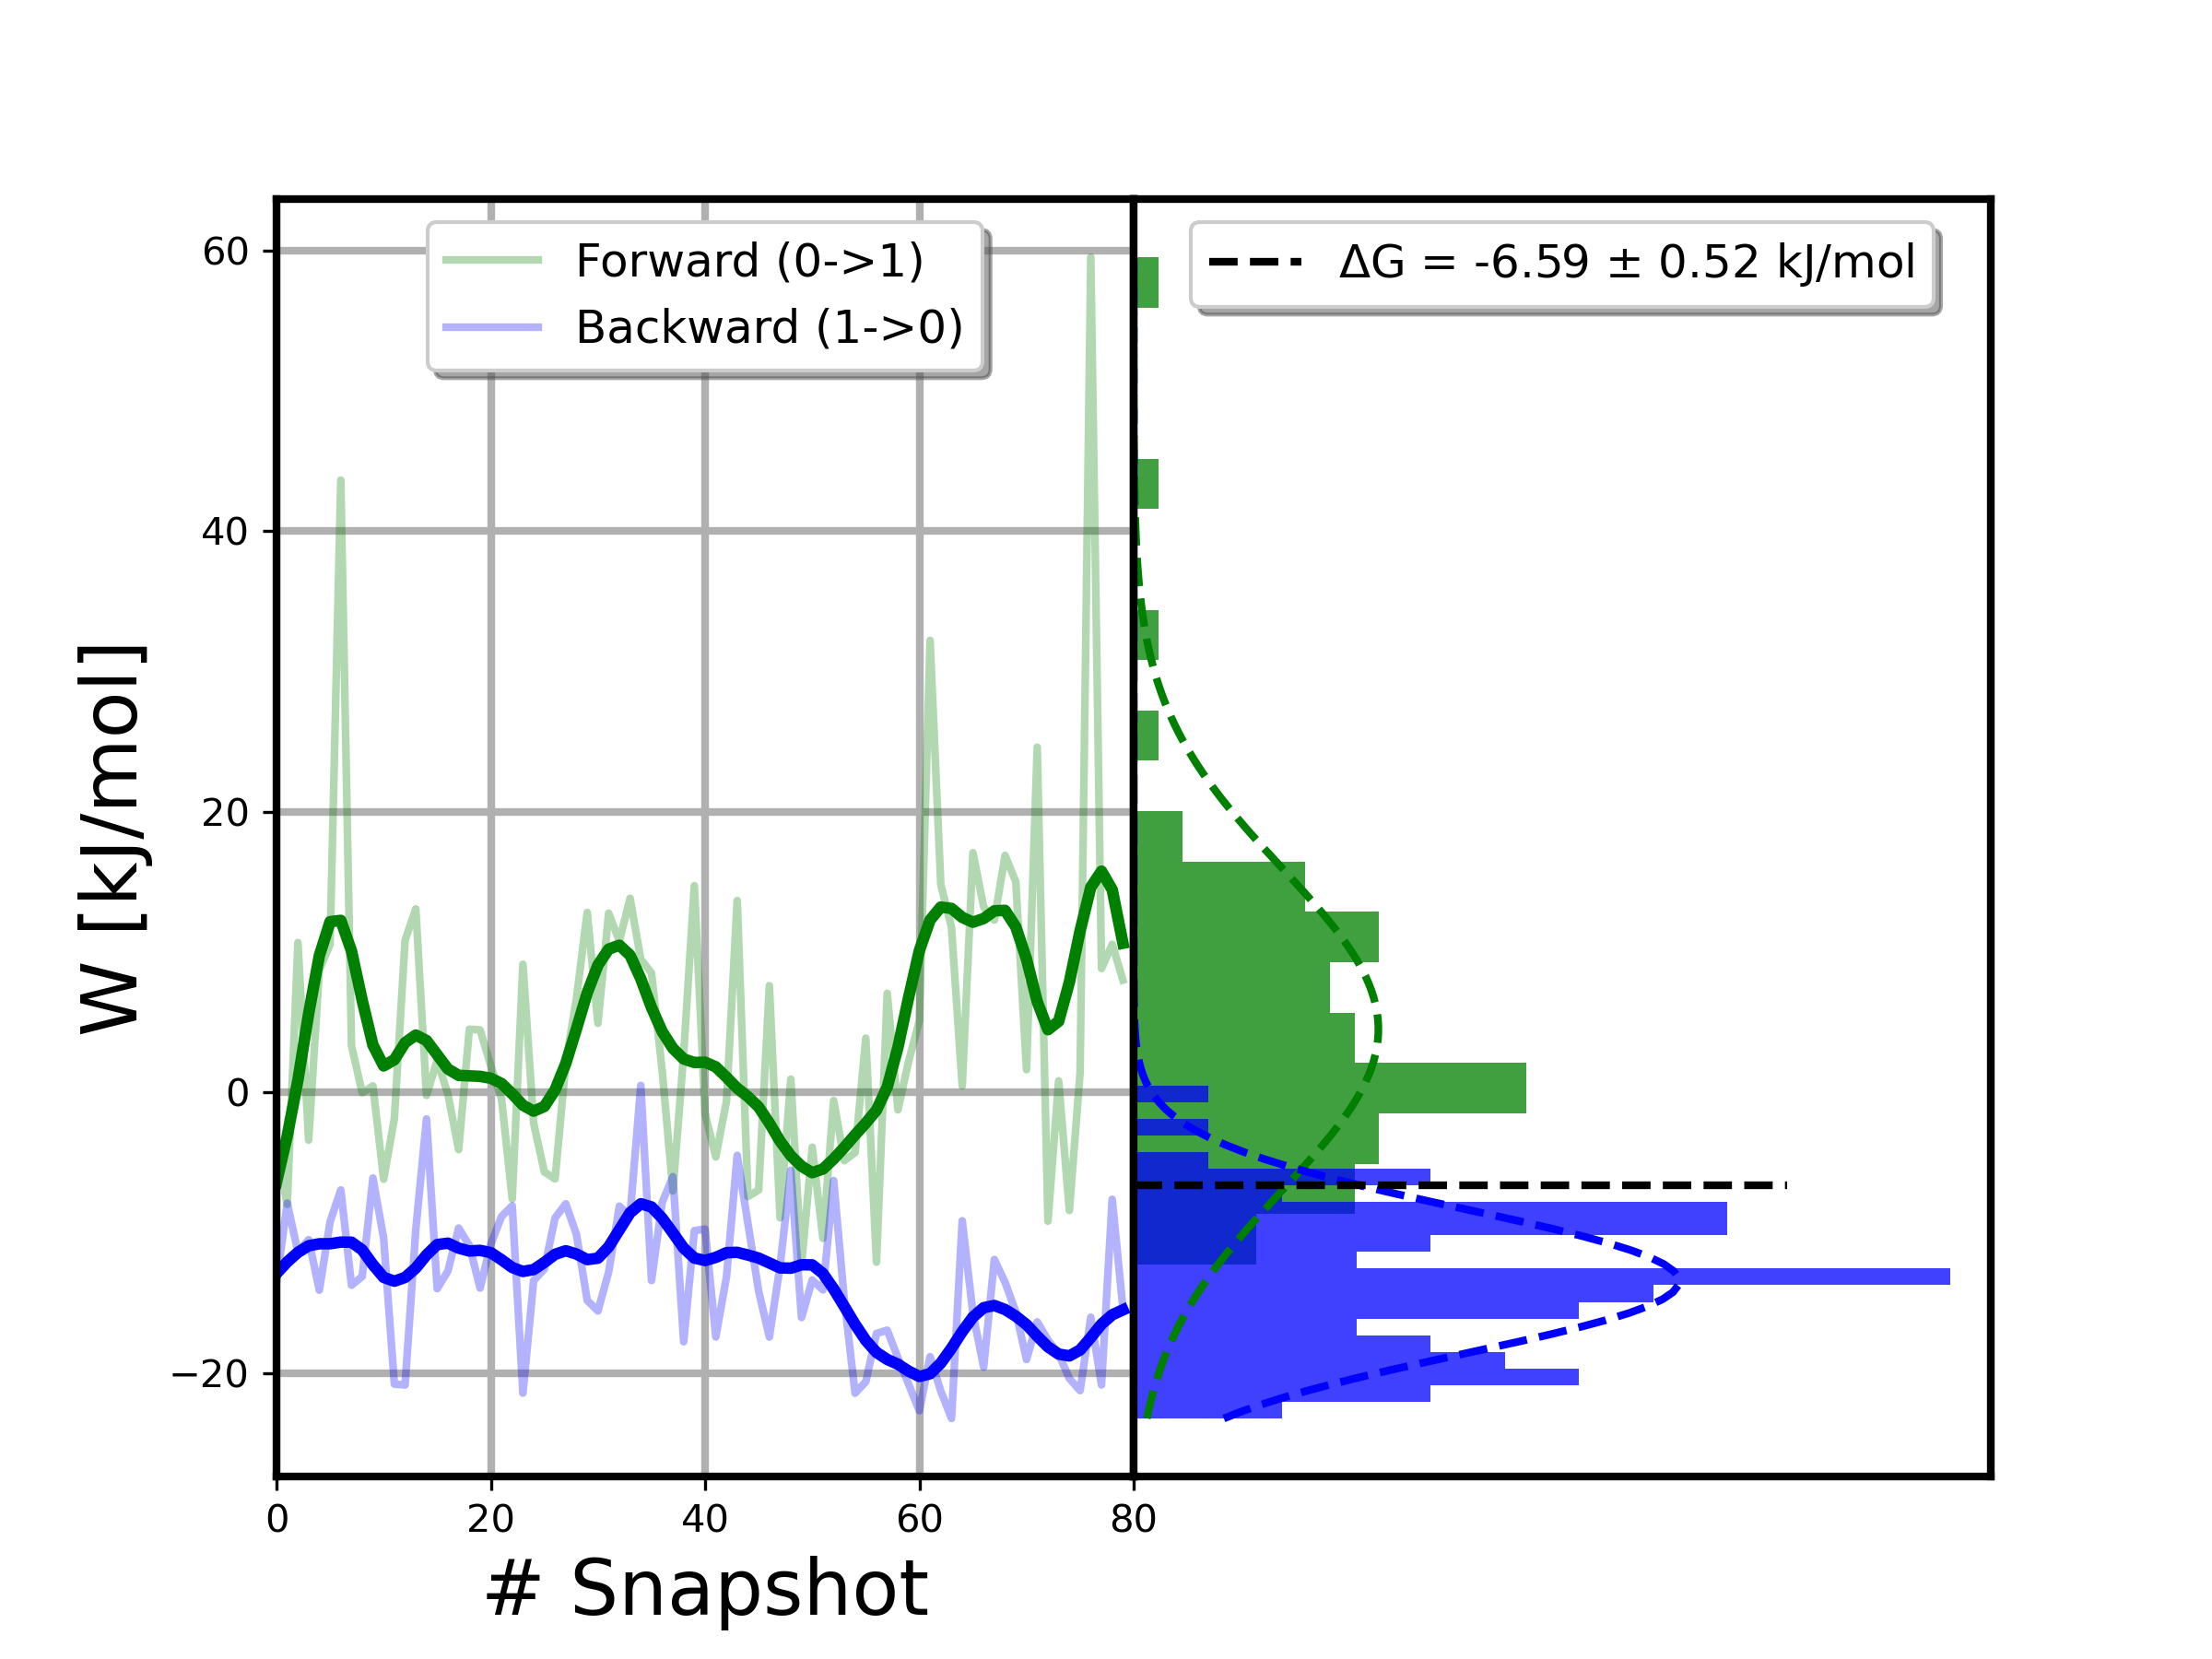 Forward (0->1)
Backward (1->0)
ΔG = -6.59 ± 0.52 kJ/mol
W [kJ/mol]
60
40
20
0
−20
0 20 40 60 80
# Snapshot